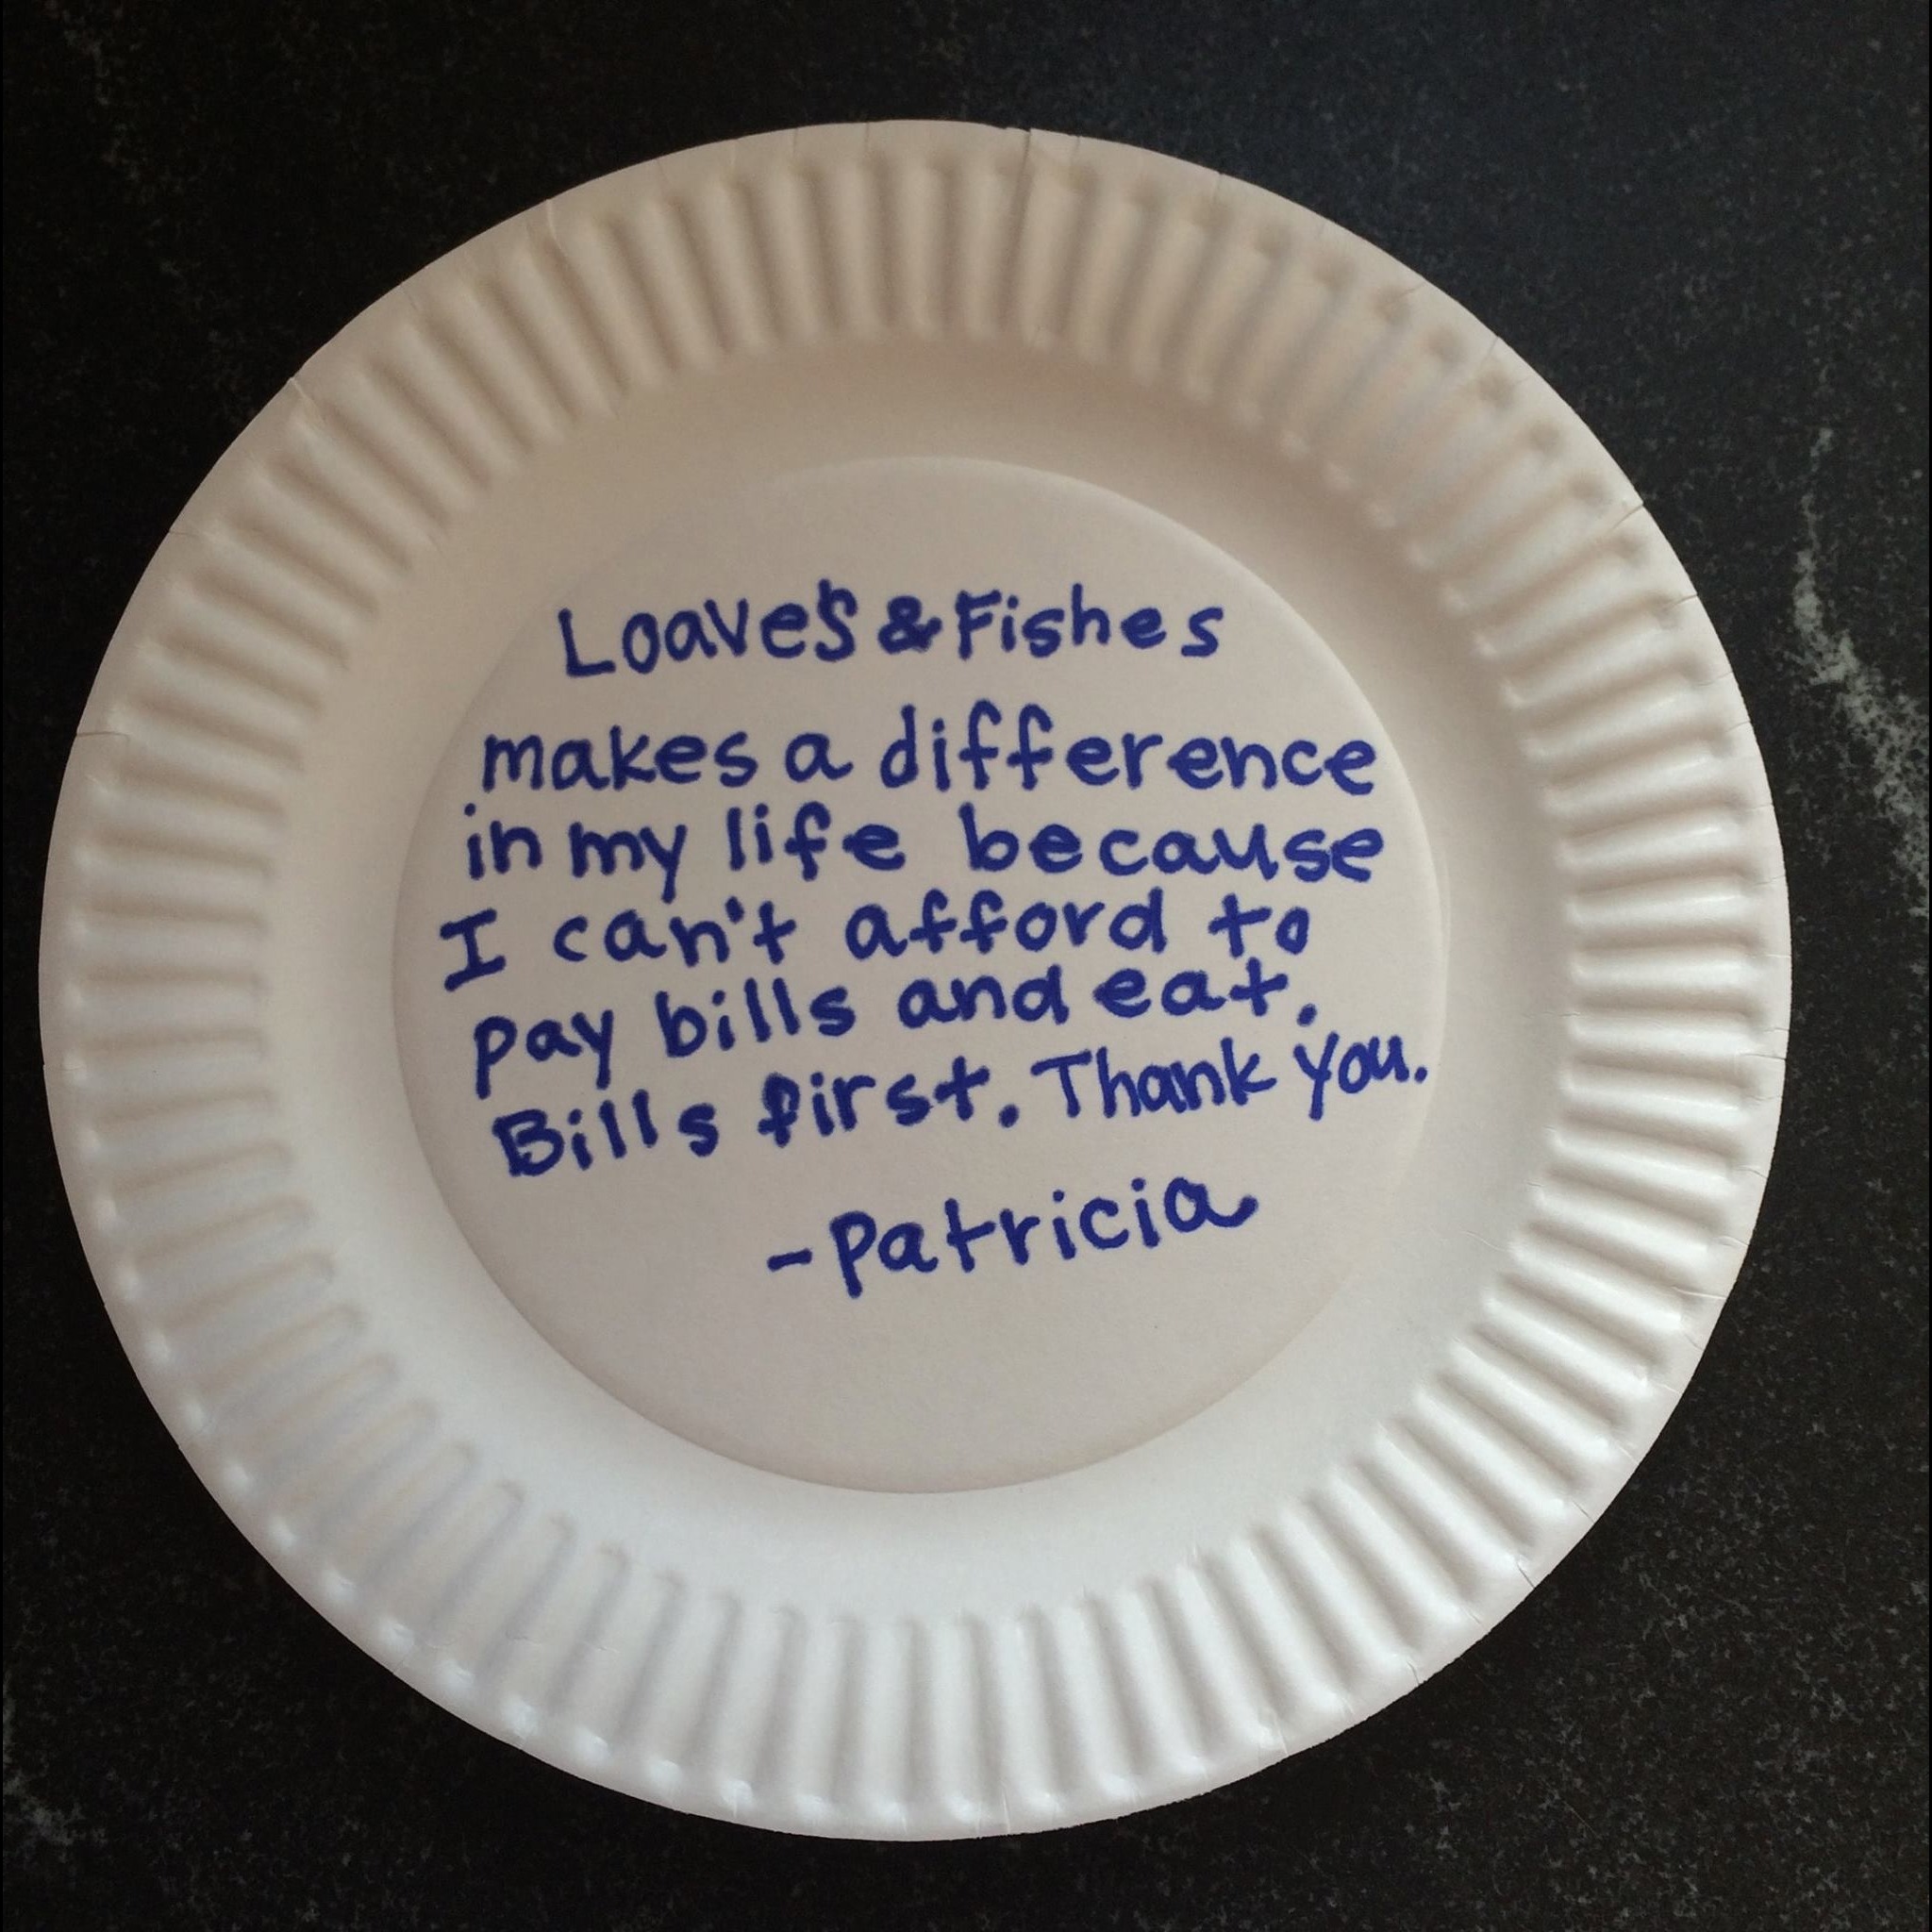 Loave's & Fishes
makes a difference
in my life because
I can't afford to
pay bills and eat.
Bills first. Thank you.
-Patricia